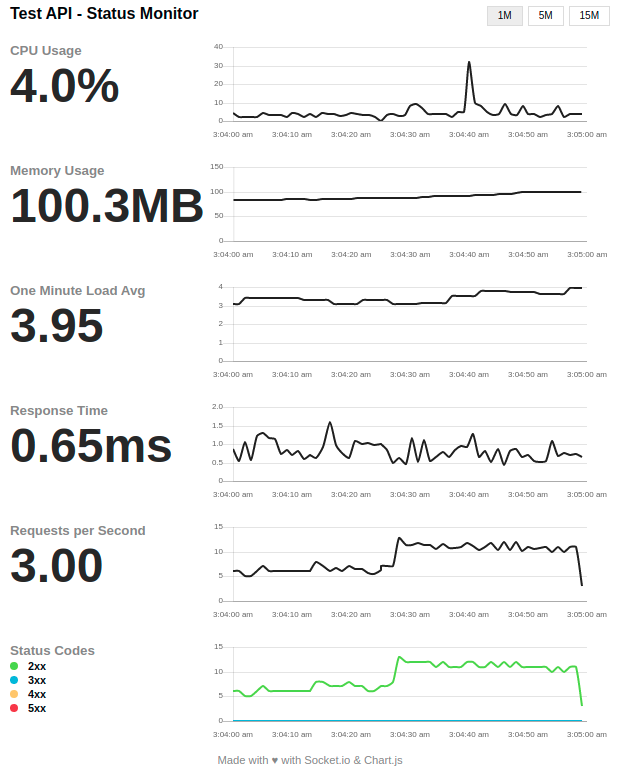 Test API - Status Monitor
1M 5M 15M
CPU Usage
4.0%
40
30
20
10
0
3:04:00 am 3:04:10 am 3:04:20 am 3:04:30 am 3:04:40 am 3:04:50 am 3:05:00 am
Memory Usage
100.3MB
150
100
50
0
3:04:00 am 3:04:10 am 3:04:20 am 3:04:30 am 3:04:40 am 3:04:50 am 3:05:00 am
One Minute Load Avg
3.95
4
3
2
1
0
3:04:00 am 3:04:10 am 3:04:20 am 3:04:30 am 3:04:40 am 3:04:50 am 3:05:00 am
Response Time
0.65ms
2.0
1.5
1.0
0.5
0
3:04:00 am 3:04:10 am 3:04:20 am 3:04:30 am 3:04:40 am 3:04:50 am 3:05:00 am
Requests per Second
3.00
15
10
5
0
3:04:00 am 3:04:10 am 3:04:20 am 3:04:30 am 3:04:40 am 3:04:50 am 3:05:00 am
Status Codes
2xx
3xx
4xx
5xx
15
10
5
0
3:04:00 am 3:04:10 am 3:04:20 am 3:04:30 am 3:04:40 am 3:04:50 am 3:05:00 am
Made with ♥ with Socket.io & Chart.js